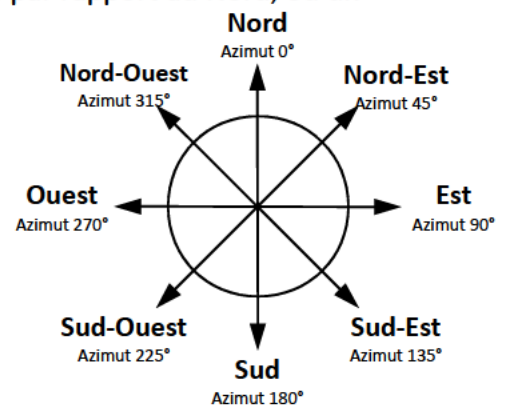 Nord
Azimut 0°
Nord-Ouest
Azimut 315°
Nord-Est
Azimut 45°
Ouest
Azimut 270°
Est
Azimut 90°
Sud-Ouest
Azimut 225°
Sud-Est
Azimut 135°
Sud
Azimut 180°